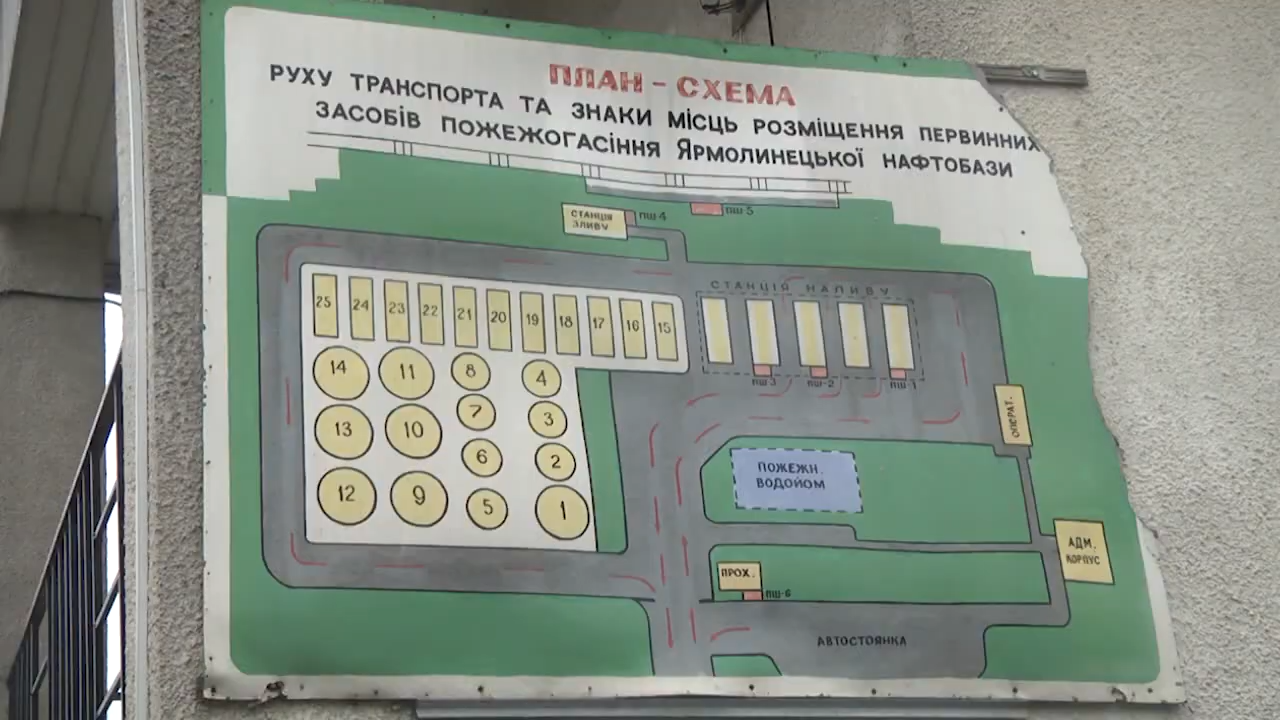 ПЛАН - СХЕМА
РУХУ ТРАНСПОРТА ТА ЗНАКИ МІСЦЬ РОЗМІЩЕННЯ ПЕРВИННИХ
ЗАСОБІВ ПОЖЕЖОГАСІННЯ ЯРМОЛИНЕЦЬКОЇ НАФТОБАЗИ
СТАНЦІЯ
ЗЛИВУ
ПШ 4
ПШ 5
СТАНЦІЯ НАЛИВУ
25 24 23 22 21 20 19 18 17 16 15
14 11 8 4
ПШ 3 ПШ-2 ПШ-1
7 3
13 10
6 2
12 9 5 1
ОПЕРАТ.
ПОЖЕЖН.
ВОДОЙОМ
АДМ.
КОРПУС
ПРОХ.
ПШ-6
АВТОСТОЯНКА